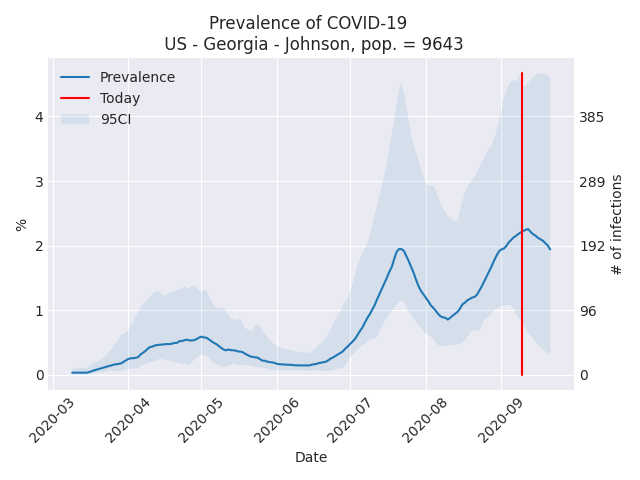 Prevalence of COVID-19
US - Georgia - Johnson, pop. = 9643
Prevalence
Today
95CI
4
3
2
1
0
%
385
289
192
96
0
# of infections
2020-03
2020-04
2020-05
2020-06
2020-07
2020-08
2020-09
Date